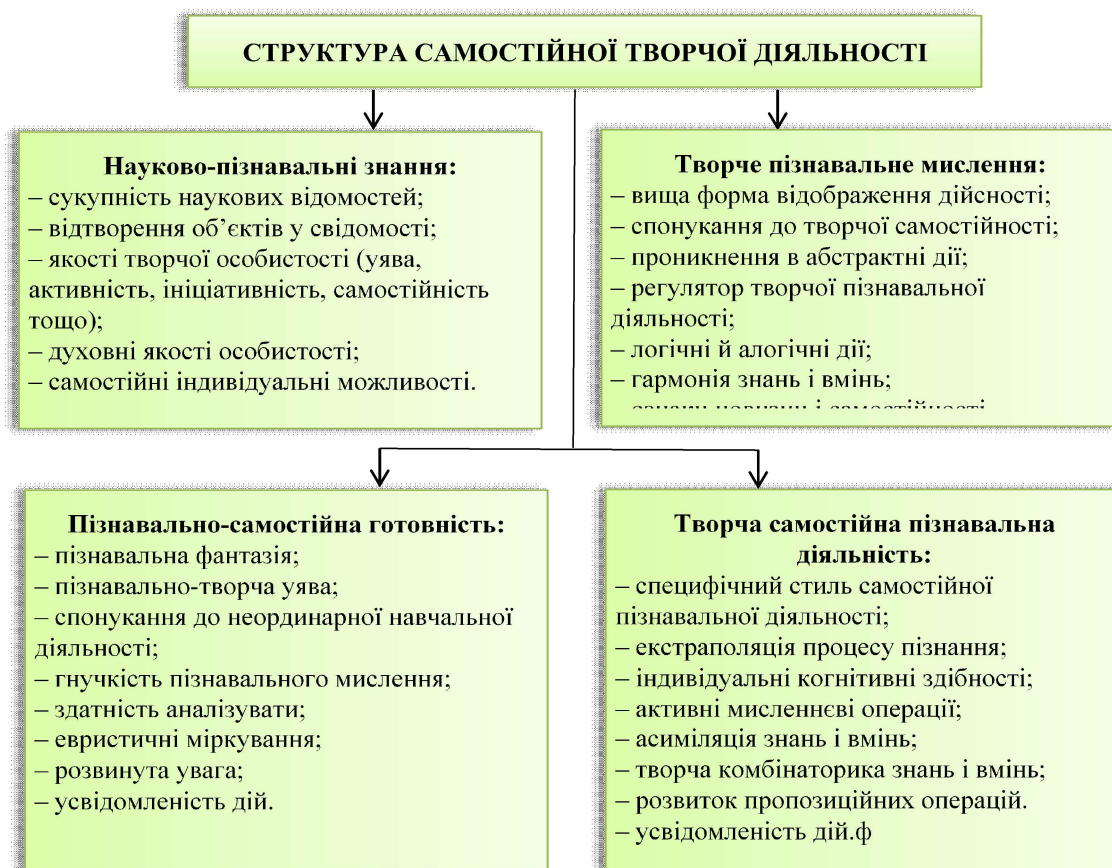 СТРУКТУРА САМОСТІЙНОЇ ТВОРЧОЇ ДІЯЛЬНОСТІ
Науково-пізнавальні знання:
– сукупність наукових відомостей;
– відтворення об’єктів у свідомості;
– якості творчої особистості (уява,
активність, ініціативність, самостійність
тощо);
– духовні якості особистості;
– самостійні індивідуальні можливості.
Творче пізнавальне мислення:
– вища форма відображення дійсності;
– спонукання до творчої самостійності;
– проникнення в абстрактні дії;
– регулятор творчої пізнавальної
діяльності;
– логічні й алогічні дії;
– гармонія знань і вмінь;
Пізнавально-самостійна готовність:
– пізнавальна фантазія;
– пізнавально-творча уява;
– спонукання до неординарної навчальної
діяльності;
– гнучкість пізнавального мислення;
– здатність аналізувати;
– евристичні міркування;
– розвинута увага;
– усвідомленість дій.
Творча самостійна пізнавальна
діяльність:
– специфічний стиль самостійної
пізнавальної діяльності;
– екстраполяція процесу пізнання;
– індивідуальні когнітивні здібності;
– активні мисленнєві операції;
– асиміляція знань і вмінь;
– творча комбінаторика знань і вмінь;
– розвиток пропозиційних операцій.
– усвідомленість дій.ф